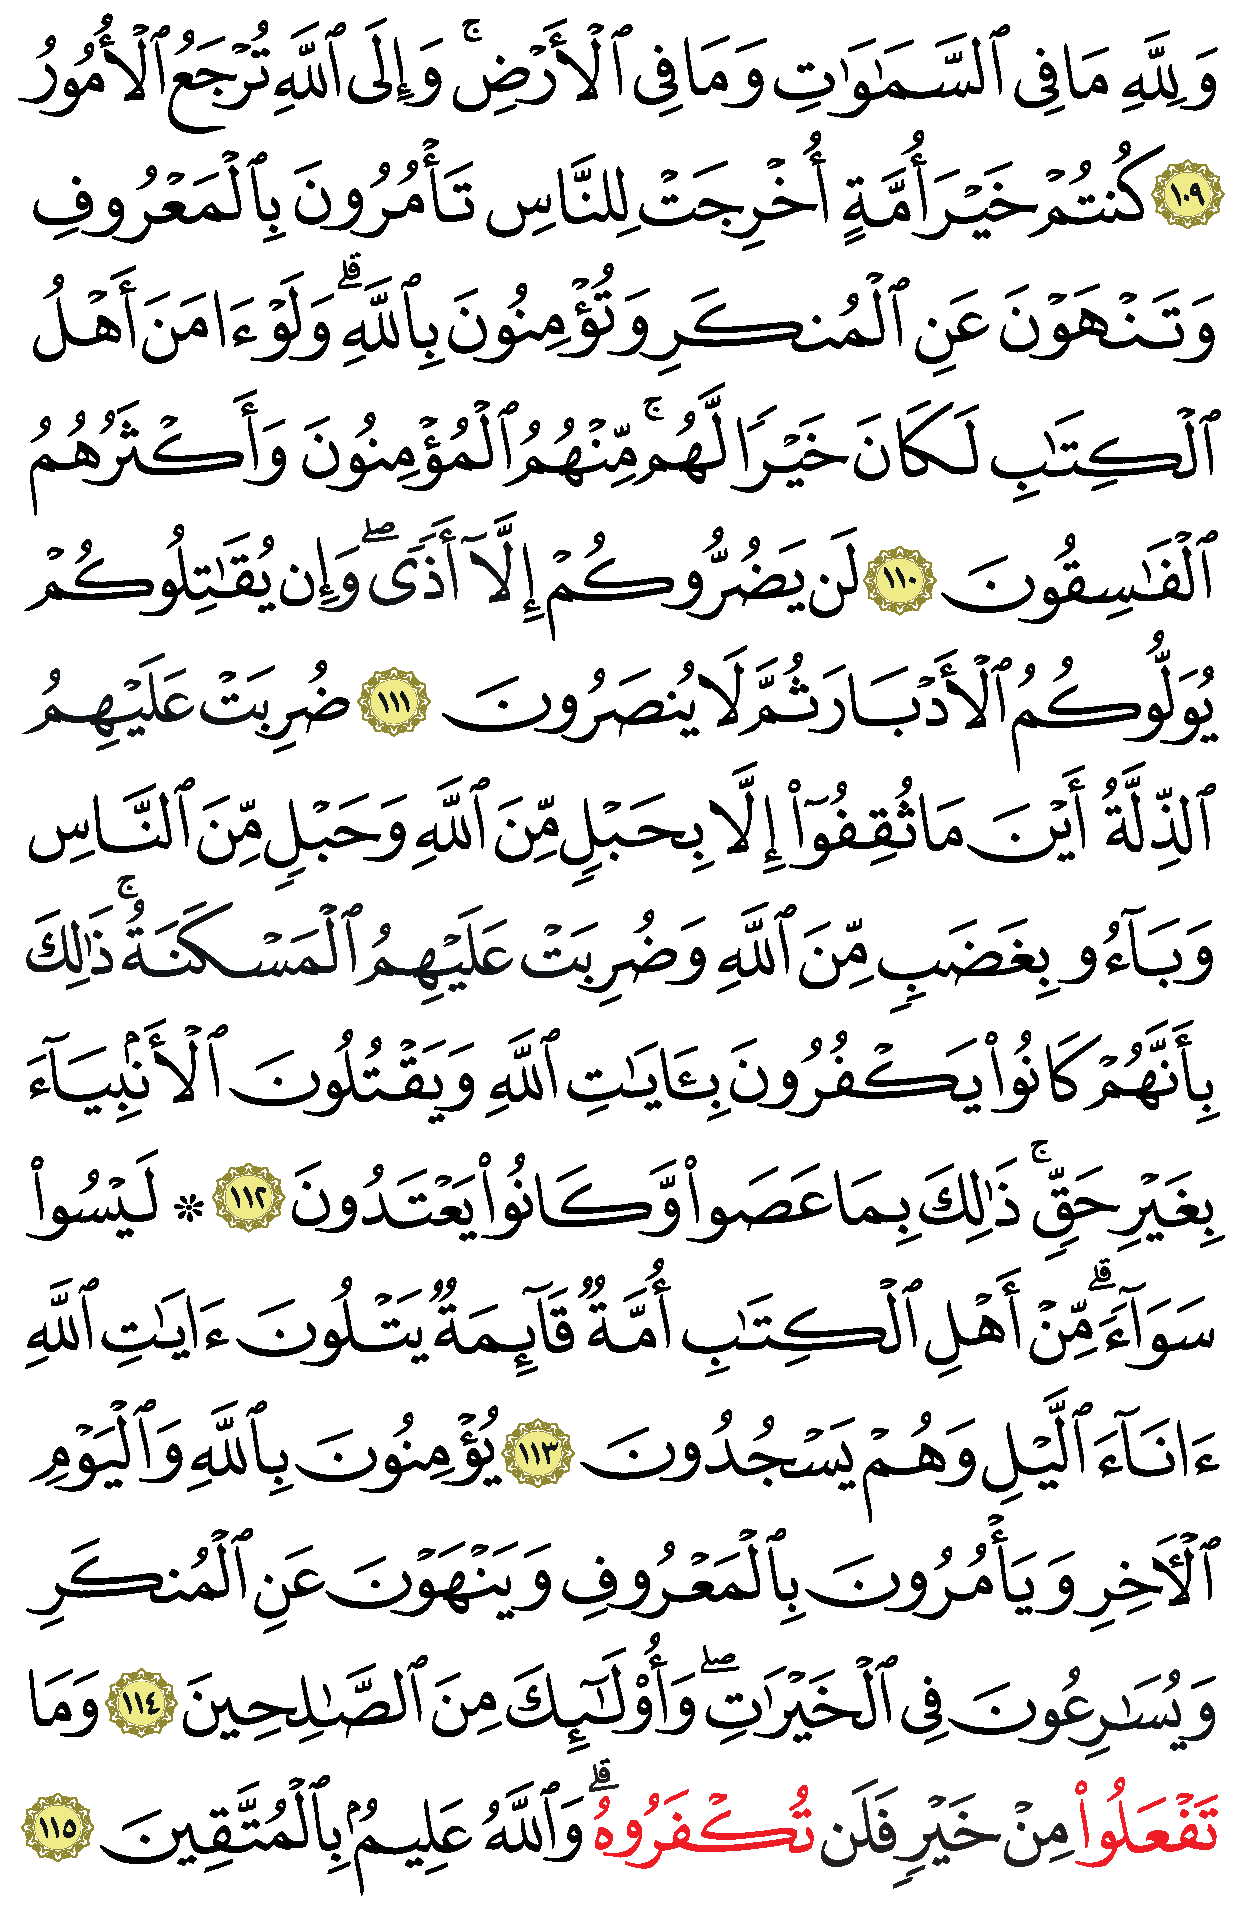 وَلِلَّهِ مَا فِى ٱلسَّمَٰوَٰتِ وَمَا فِى ٱلْأَرْضِ ۚ وَإِلَى ٱللَّهِ تُرْجَعُ ٱلْأُمُورُ
١٠٩ كُنتُمْ خَيْرَ أُمَّةٍ أُخْرِجَتْ لِلنَّاسِ تَأْمُرُونَ بِٱلْمَعْرُوفِ
وَتَنْهَوْنَ عَنِ ٱلْمُنكَرِ وَتُؤْمِنُونَ بِٱللَّهِ ۗ وَلَوْ ءَامَنَ أَهْلُ
ٱلْكِتَٰبِ لَكَانَ خَيْرًا لَّهُم ۚ مِّنْهُمُ ٱلْمُؤْمِنُونَ وَأَكْثَرُهُمُ
ٱلْفَٰسِقُونَ ١١٠ لَن يَضُرُّوكُمْ إِلَّآ أَذًى ۖ وَإِن يُقَٰتِلُوكُمْ
يُوَلُّوكُمُ ٱلْأَدْبَارَ ثُمَّ لَا يُنصَرُونَ ١١١ ضُرِبَتْ عَلَيْهِمُ
ٱلذِّلَّةُ أَيْنَ مَا ثُقِفُوٓا۟ إِلَّا بِحَبْلٍ مِّنَ ٱللَّهِ وَحَبْلٍ مِّنَ ٱلنَّاسِ
وَبَآءُو بِغَضَبٍ مِّنَ ٱللَّهِ وَضُرِبَتْ عَلَيْهِمُ ٱلْمَسْكَنَةُ ۚ ذَٰلِكَ
بِأَنَّهُمْ كَانُوا۟ يَكْفُرُونَ بِـَٔايَٰتِ ٱللَّهِ وَيَقْتُلُونَ ٱلْأَنۢبِيَآءَ
بِغَيْرِ حَقٍّ ۚ ذَٰلِكَ بِمَا عَصَوا۟ وَّكَانُوا۟ يَعْتَدُونَ ١١٢ ۞ لَيْسُوا۟
سَوَآءً ۗ مِّنْ أَهْلِ ٱلْكِتَٰبِ أُمَّةٌ قَآئِمَةٌ يَتْلُونَ ءَايَٰتِ ٱللَّهِ
ءَانَآءَ ٱلَّيْلِ وَهُمْ يَسْجُدُونَ ١١٣ يُؤْمِنُونَ بِٱللَّهِ وَٱلْيَوْمِ
ٱلْـَٔاخِرِ وَيَأْمُرُونَ بِٱلْمَعْرُوفِ وَيَنْهَوْنَ عَنِ ٱلْمُنكَرِ
وَيُسَٰرِعُونَ فِى ٱلْخَيْرَٰتِ ۖ وَأُو۟لَٰٓئِكَ مِنَ ٱلصَّٰلِحِينَ ١١٤ وَمَا
تَفْعَلُوا۟ مِنْ خَيْرٍ فَلَن تُكْفَرُوهُ ۗ وَٱللَّهُ عَلِيمٌۢ بِٱلْمُتَّقِينَ ١١٥